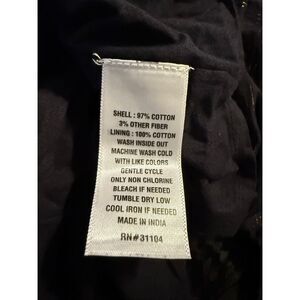 SHELL : 97% COTTON
3% OTHER FIBER
LINING : 100% COTTON
WASH INSIDE OUT
MACHINE WASH COLD
WITH LIKE COLORS
GENTLE CYCLE
ONLY NON CHLORINE
BLEACH IF NEEDED
TUMBLE DRY LOW
COOL IRON IF NEEDED
MADE IN INDIA
RN#31104